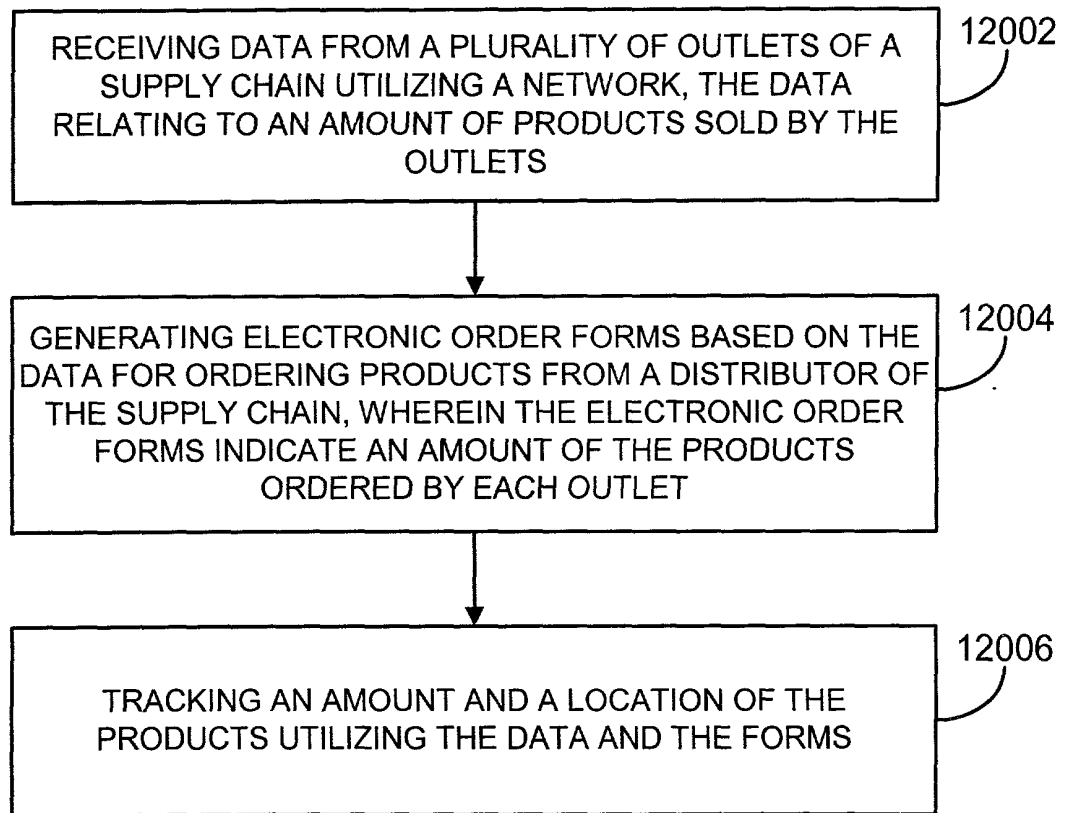 RECEIVING DATA FROM A PLURALITY OF OUTLETS OF A
SUPPLY CHAIN UTILIZING A NETWORK, THE DATA
RELATING TO AN AMOUNT OF PRODUCTS SOLD BY THE
OUTLETS
12002
GENERATING ELECTRONIC ORDER FORMS BASED ON THE
DATA FOR ORDERING PRODUCTS FROM A DISTRIBUTOR OF
THE SUPPLY CHAIN, WHEREIN THE ELECTRONIC ORDER
FORMS INDICATE AN AMOUNT OF THE PRODUCTS
ORDERED BY EACH OUTLET
12004
TRACKING AN AMOUNT AND A LOCATION OF THE
PRODUCTS UTILIZING THE DATA AND THE FORMS
12006